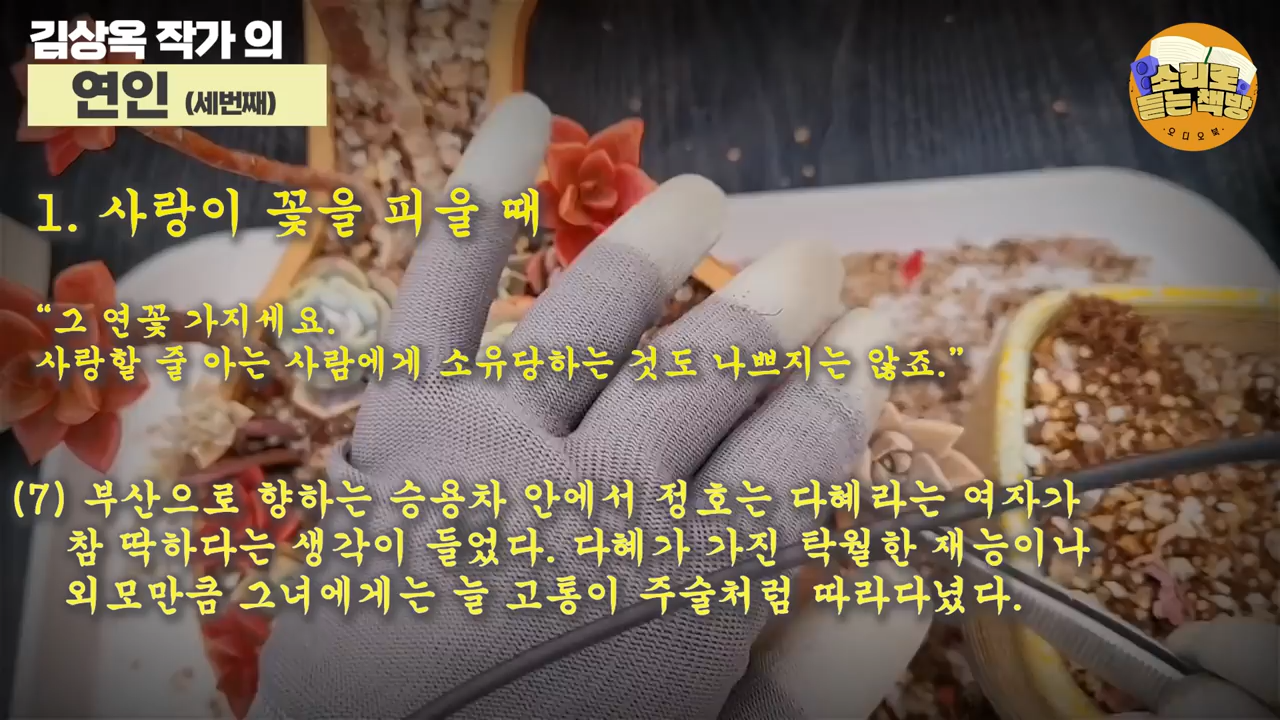 김상옥 작가 의
연인 (세번째)
소리로
듣는 책방
·오디오북·
1. 사랑이 꽃을 피울 때
“그 연꽃 가지세요.
사랑할 줄 아는 사람에게 소유당하는 것도 나쁘지는 않죠.”
(7) 부산으로 향하는 승용차 안에서 정호는 다혜라는 여자가
참 딱하다는 생각이 들었다. 다혜가 가진 탁월한 재능이나
외모만큼 그녀에게는 늘 고통이 주술처럼 따라다녔다.